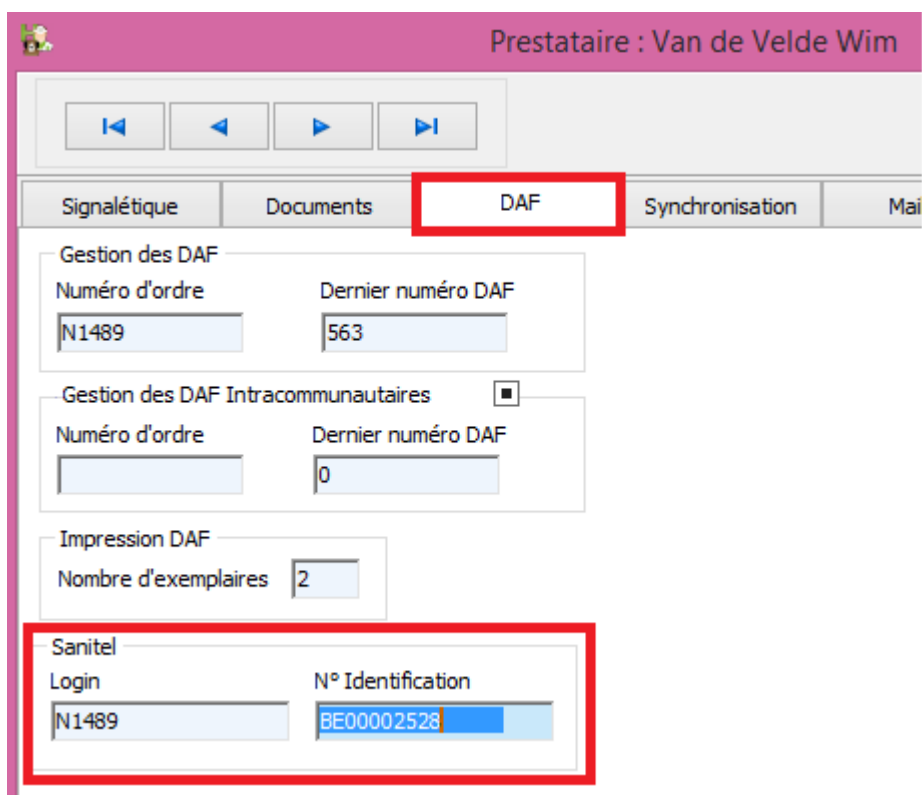 Prestataire : Van de Velde Wim
Signalétique Documents DAF Synchronisation Mai
Gestion des DAF
Numéro d'ordre Dernier numéro DAF
N1489 563
Gestion des DAF Intracommunautaires
Numéro d'ordre Dernier numéro DAF
0
Impression DAF
Nombre d'exemplaires 2
Sanitel
Login N° Identification
N1489 BE00002528